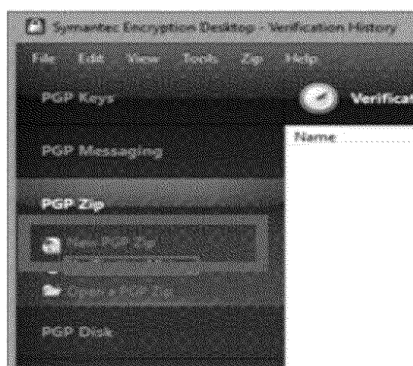 Symantec Encryption Desktop - Verification History
File Edit View Tools Zip Help
PGP Keys
Verificat
Name
PGP Messaging
PGP Zip
New PGP Zip
Open a PGP Zip
PGP Disk